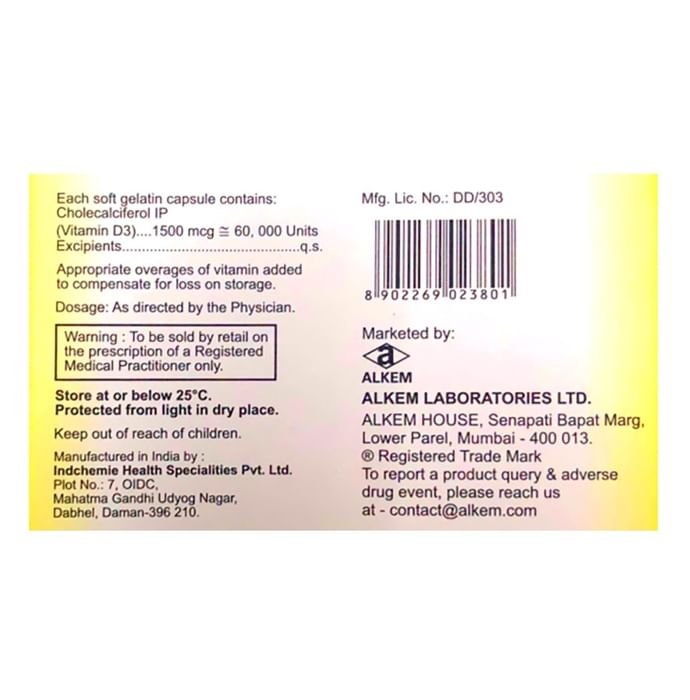 Each soft gelatin capsule contains:
Cholecalciferol IP
(Vitamin D3)....1500 mcg ≅ 60, 000 Units
Excipients..........................................q.s.
Appropriate overages of vitamin added
to compensate for loss on storage.
Dosage: As directed by the Physician.
Warning : To be sold by retail on
the prescription of a Registered
Medical Practitioner only.
Store at or below 25°C.
Protected from light in dry place.
Keep out of reach of children.
Manufactured in India by :
Indchemie Health Specialities Pvt. Ltd.
Plot No.: 7, OIDC,
Mahatma Gandhi Udyog Nagar,
Dabhel, Daman-396 210.
Mfg. Lic. No.: DD/303
8 902269 023801
Marketed by:
a
ALKEM
ALKEM LABORATORIES LTD.
ALKEM HOUSE, Senapati Bapat Marg,
Lower Parel, Mumbai - 400 013.
® Registered Trade Mark
To report a product query & adverse
drug event, please reach us
at - contact@alkem.com